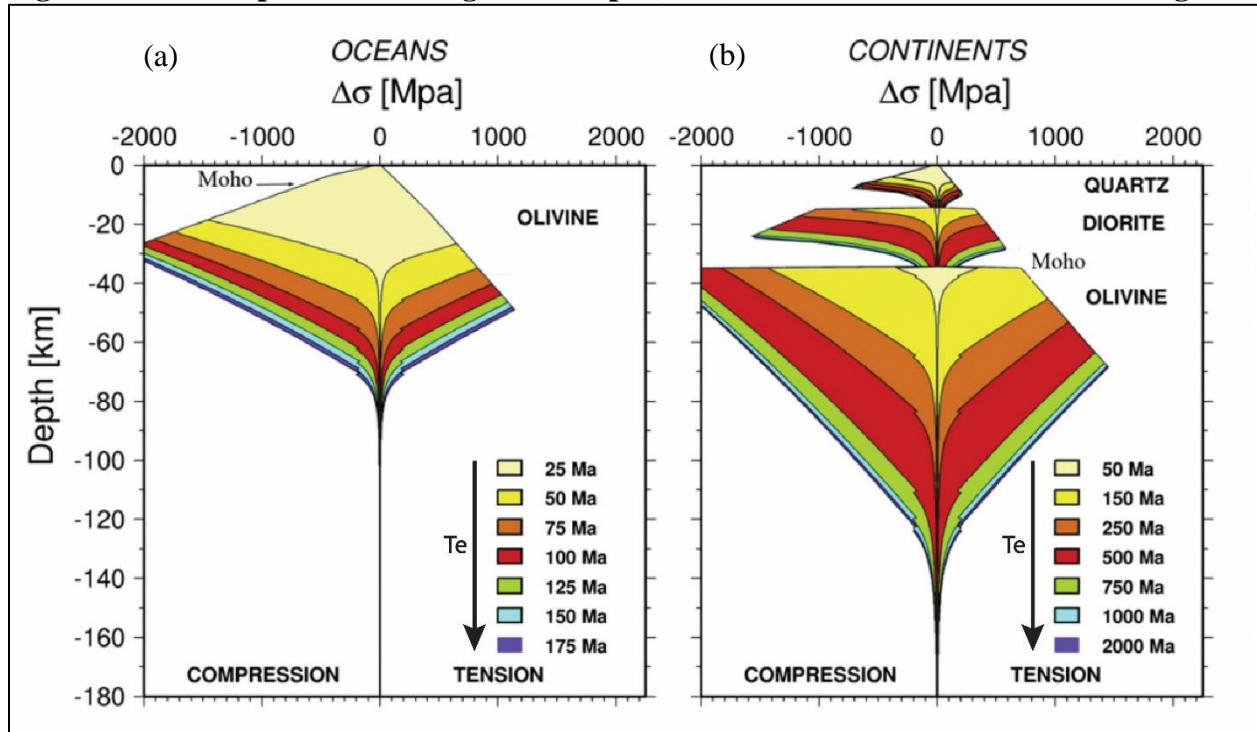 (a)
OCEANS
Δσ [Mpa]
-2000 -1000 0 1000 2000
0
-20
-40
-60
-80
-100
-120
-140
-160
-180
Depth [km]
Moho
OLIVINE
Te
25 Ma
50 Ma
75 Ma
100 Ma
125 Ma
150 Ma
175 Ma
COMPRESSION TENSION
(b)
CONTINENTS
Δσ [Mpa]
-2000 -1000 0 1000 2000
QUARTZ
DIORITE
Moho
OLIVINE
Te
50 Ma
150 Ma
250 Ma
500 Ma
750 Ma
1000 Ma
2000 Ma
COMPRESSION TENSION